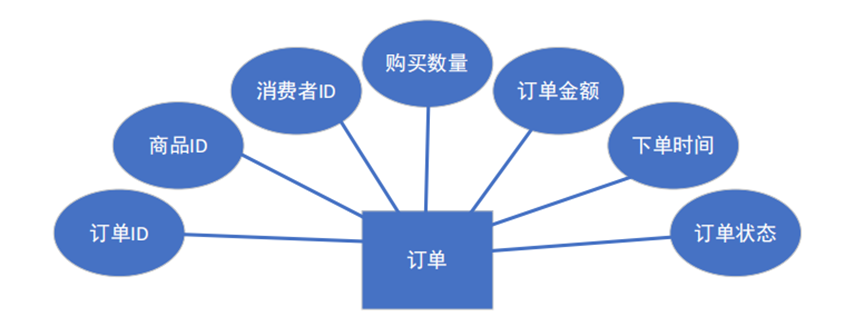 购买数量
消费者ID
订单金额
商品ID
下单时间
订单ID
订单状态
订单